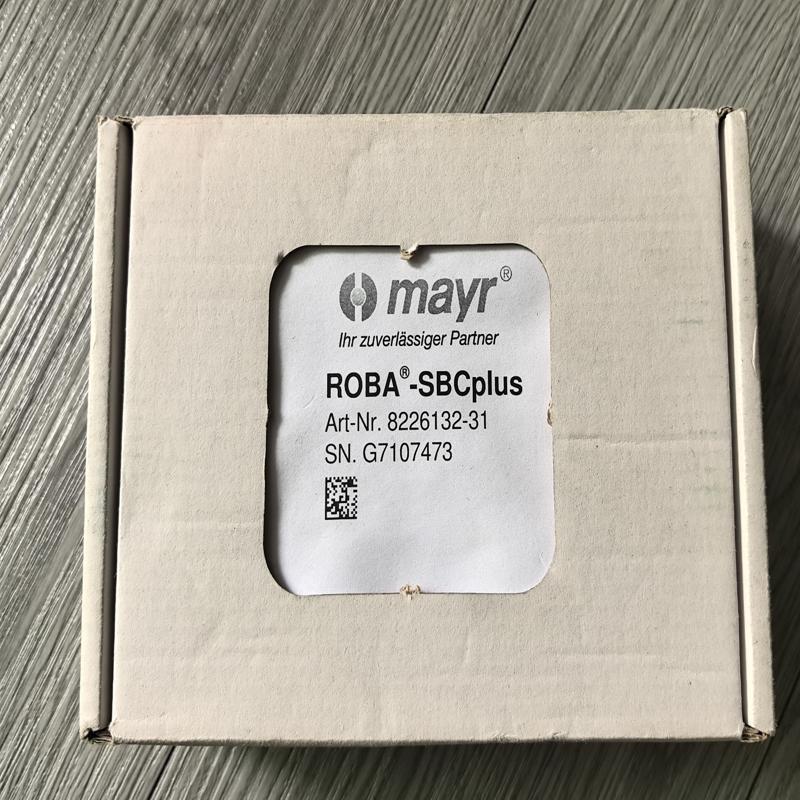 mayr®
Ihr zuverlässiger Partner
ROBA®-SBCplus
Art-Nr. 8226132-31
SN. G7107473